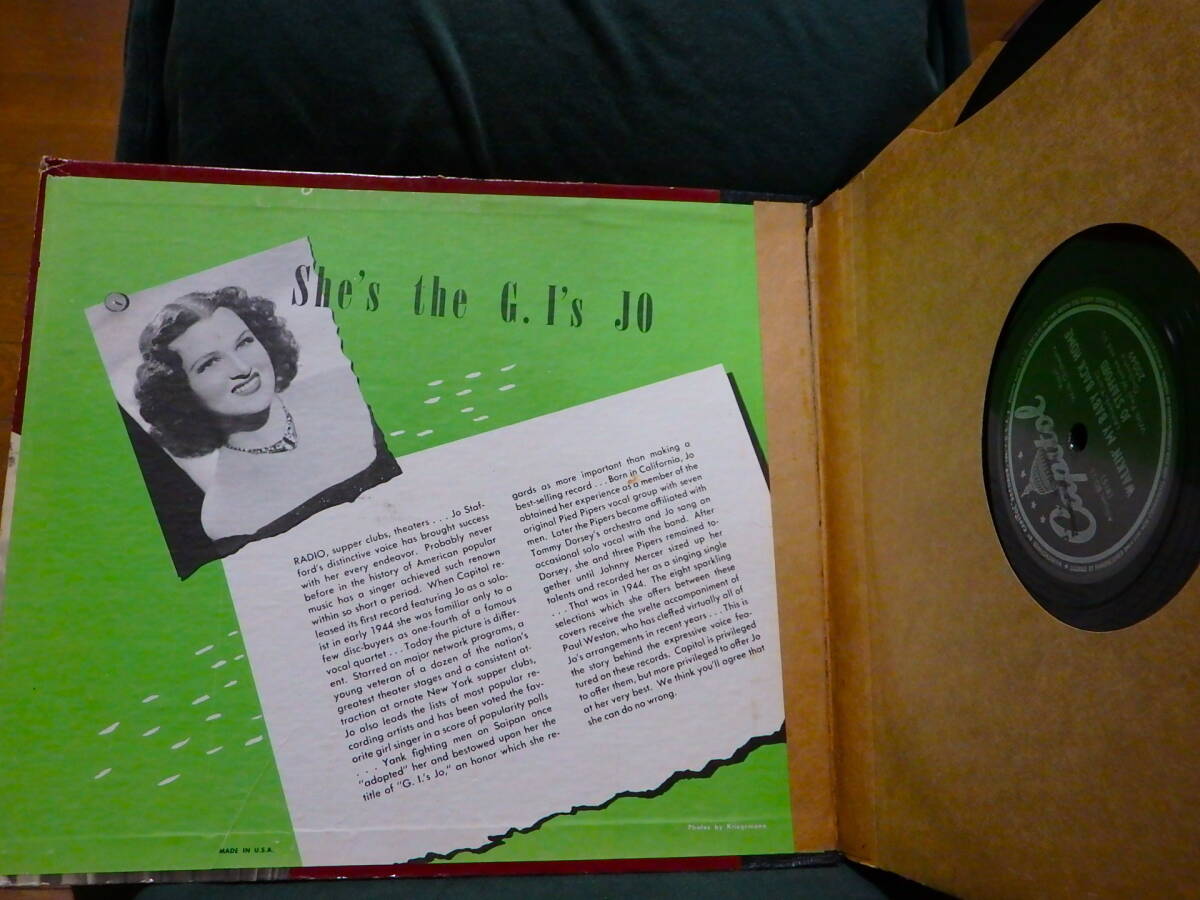 She's the G. I's JO
RADIO, supper clubs, theaters . . . Jo Staf-
ford's distinctive voice has brought success
with her every endeavor. Probably never
before in the history of American popular
music has a singer achieved such renown
within so short a period. When Capitol re-
leased its first record featuring Jo as a solo-
ist in early 1944 she was familiar only to a
few disc-buyers as one-fourth of a famous
vocal quartet . . . Today the picture is differ-
ent. Starred on major network programs, a
young veteran of a dozen of the nation's
greatest theater stages and a consistent at-
traction at ornate New York supper clubs,
Jo also leads the lists of most popular re-
cording artists and has been voted the fav-
orite girl singer in a score of popularity polls
. . . Yank fighting men on Saipan once
"adopted" her and bestowed upon her the
title of "G. I.'s Jo," an honor which she re-
gards as more important than making a
best-selling record . . . Born in California, Jo
obtained her experience as a member of the
original Pied Pipers vocal group with seven
men. Later the Pipers became affiliated with
Tommy Dorsey's orchestra and Jo sang an
occasional solo vocal with the band. After
Dorsey, she and three Pipers remained to-
gether until Johnny Mercer sized up her
talents and recorded her as a singing single
. . . That was in 1944. The eight sparkling
selections which she offers between these
covers receive the svelte accompaniment of
Paul Weston, who has cleffed virtually all of
Jo's arrangements in recent years . . . This is
the story behind the expressive voice fea-
tured on these records. Capitol is privileged
to offer them, but more privileged to offer Jo
at her very best. We think you'll agree that
she can do no wrong.
Photos by Kriegsmann
MADE IN U.S.A.
Capitol
WALKIN' MY BABY BACK HOME
JO STAFFORD